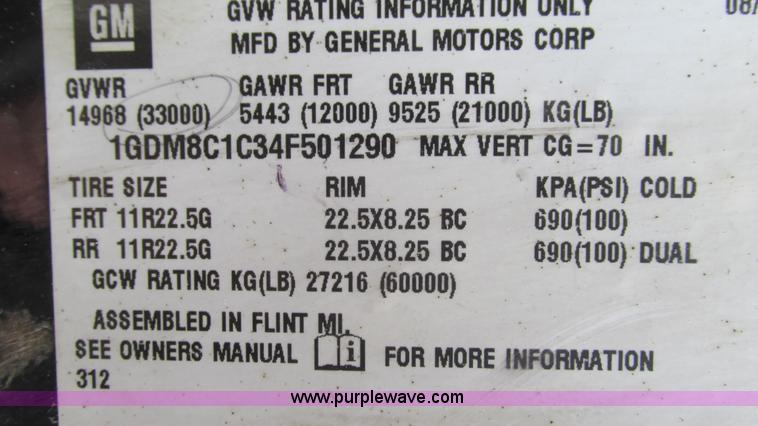 GM
GVW RATING INFORMATION ONLY 08/
MFD BY GENERAL MOTORS CORP
GVWR GAWR FRT GAWR RR
14968 (33000) 5443 (12000) 9525 (21000) KG(LB)
1GDM8C1C34F501290 MAX VERT CG=70 IN.
TIRE SIZE RIM KPA(PSI) COLD
FRT 11R22.5G 22.5X8.25 BC 690(100)
RR 11R22.5G 22.5X8.25 BC 690(100) DUAL
GCW RATING KG(LB) 27216 (60000)
ASSEMBLED IN FLINT MI.
SEE OWNERS MANUAL i FOR MORE INFORMATION
312
www.purplewave.com